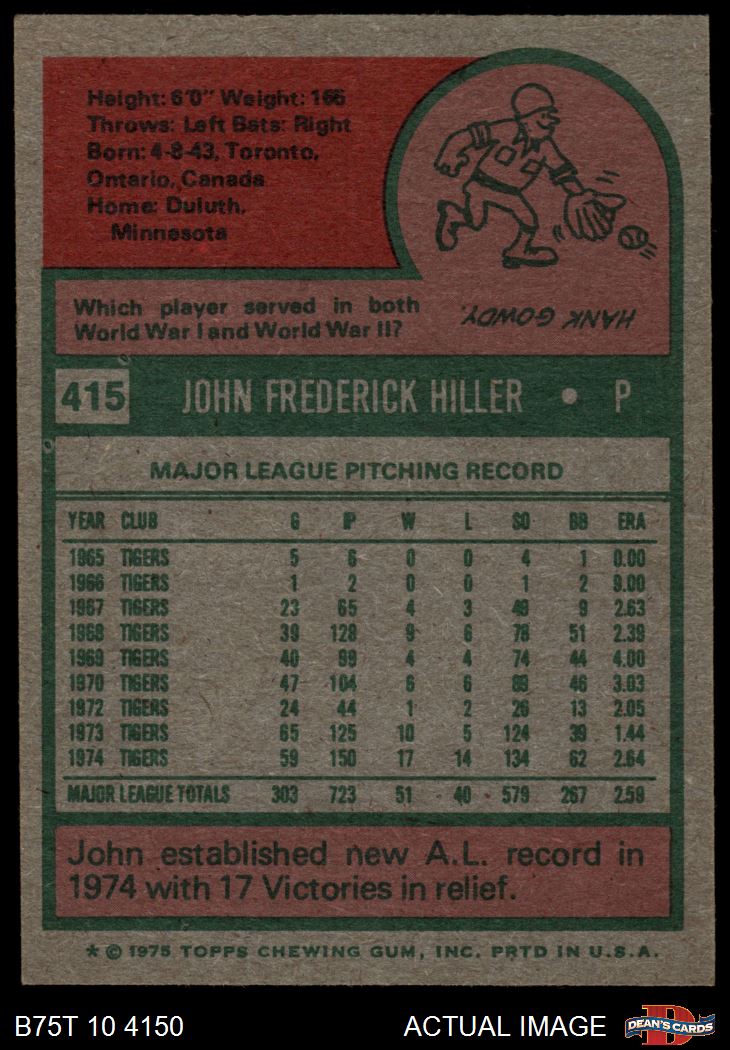 Height: 6'0" Weight: 165
Throws: Left Bats: Right
Born: 4-8-43, Toronto,
Ontario, Canada
Home: Duluth,
Minnesota
Which player served in both
World War I and World War II?
HANK GOWDY.
415 JOHN FREDERICK HILLER • P
MAJOR LEAGUE PITCHING RECORD
YEAR CLUB G IP W L SO BB ERA
1965 TIGERS 5 6 0 0 4 1 0.00
1966 TIGERS 1 2 0 0 1 2 9.00
1967 TIGERS 23 65 4 3 49 9 2.63
1968 TIGERS 39 128 9 6 78 51 2.39
1969 TIGERS 40 99 4 4 74 44 4.00
1970 TIGERS 47 104 6 6 89 46 3.03
1972 TIGERS 24 44 1 2 26 13 2.05
1973 TIGERS 65 125 10 5 124 39 1.44
1974 TIGERS 59 150 17 14 134 62 2.64
MAJOR LEAGUE TOTALS 303 723 51 40 579 267 2.59
John established new A.L. record in
1974 with 17 Victories in relief.
* © 1975 TOPPS CHEWING GUM, INC. PRTD IN U.S.A.
B75T 10 4150 ACTUAL IMAGE D DEAN'S CARDS